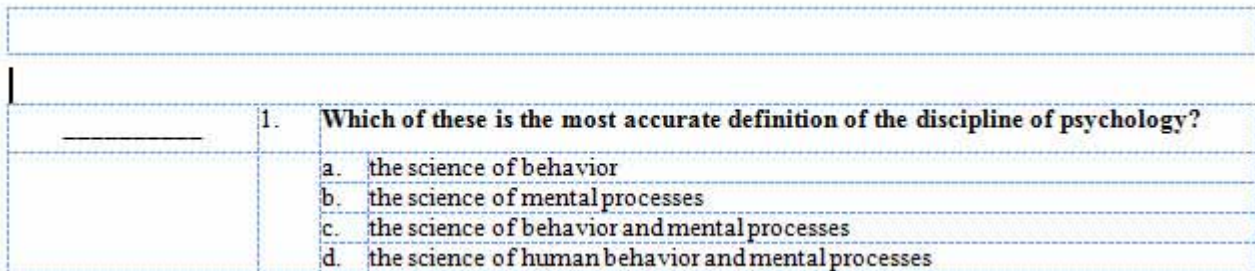 1. Which of these is the most accurate definition of the discipline of psychology?
a. the science of behavior
b. the science of mental processes
c. the science of behavior and mental processes
d. the science of human behavior and mental processes